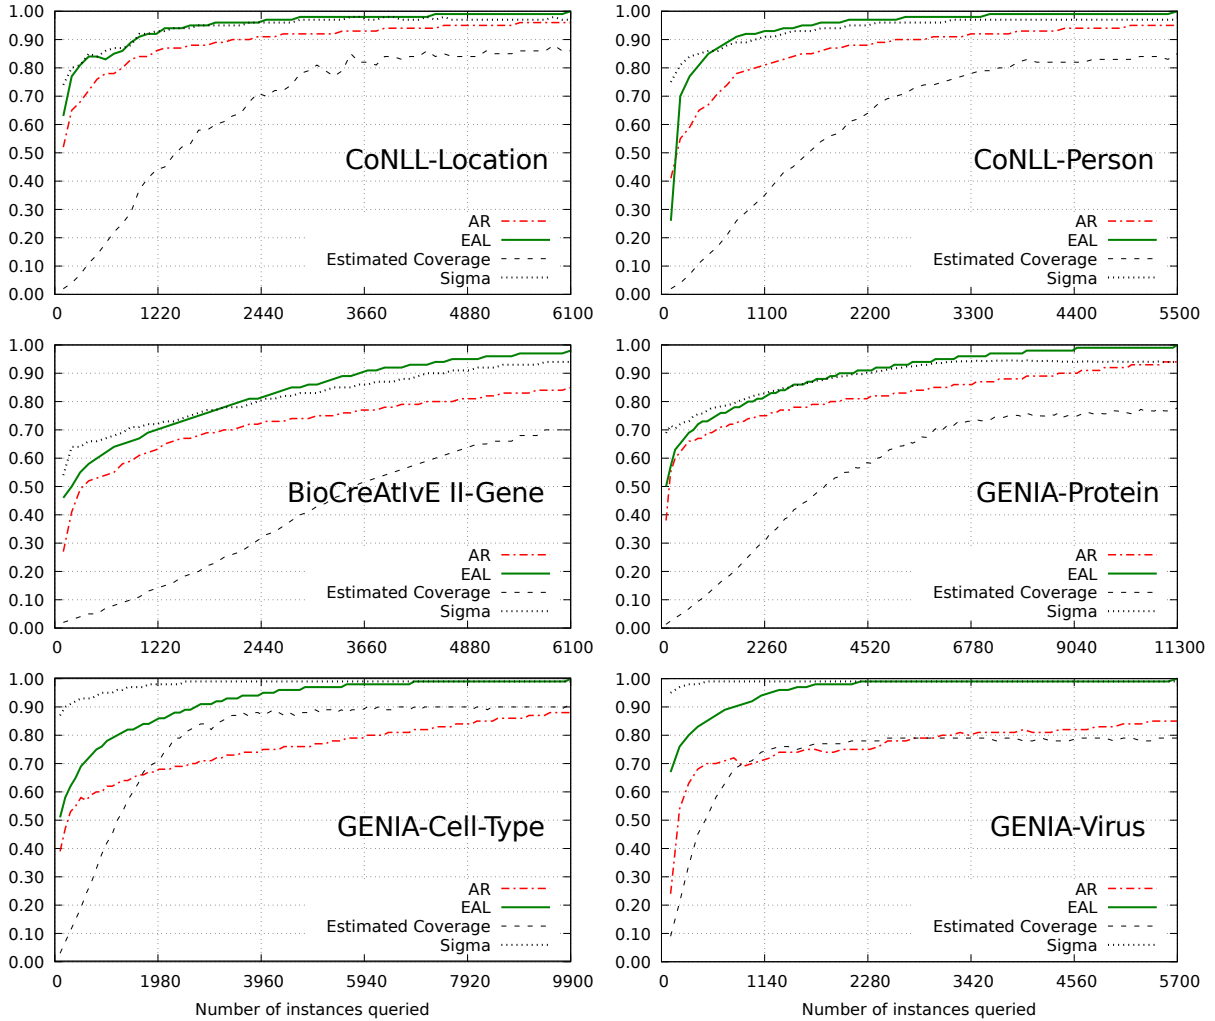 1.00
0.90
0.80
0.70
0.60
0.50
0.40
0.30
0.20
0.10
0.00
CoNLL-Location
AR
EAL
Estimated Coverage
Sigma
0 1220 2440 3660 4880 6100
1.00
0.90
0.80
0.70
0.60
0.50
0.40
0.30
0.20
0.10
0.00
CoNLL-Person
AR
EAL
Estimated Coverage
Sigma
0 1100 2200 3300 4400 5500
1.00
0.90
0.80
0.70
0.60
0.50
0.40
0.30
0.20
0.10
0.00
BioCreAtIvE II-Gene
AR
EAL
Estimated Coverage
Sigma
0 1220 2440 3660 4880 6100
1.00
0.90
0.80
0.70
0.60
0.50
0.40
0.30
0.20
0.10
0.00
GENIA-Protein
AR
EAL
Estimated Coverage
Sigma
0 2260 4520 6780 9040 11300
1.00
0.90
0.80
0.70
0.60
0.50
0.40
0.30
0.20
0.10
0.00
GENIA-Cell-Type
AR
EAL
Estimated Coverage
Sigma
0 1980 3960 5940 7920 9900
Number of instances queried
1.00
0.90
0.80
0.70
0.60
0.50
0.40
0.30
0.20
0.10
0.00
GENIA-Virus
AR
EAL
Estimated Coverage
Sigma
0 1140 2280 3420 4560 5700
Number of instances queried